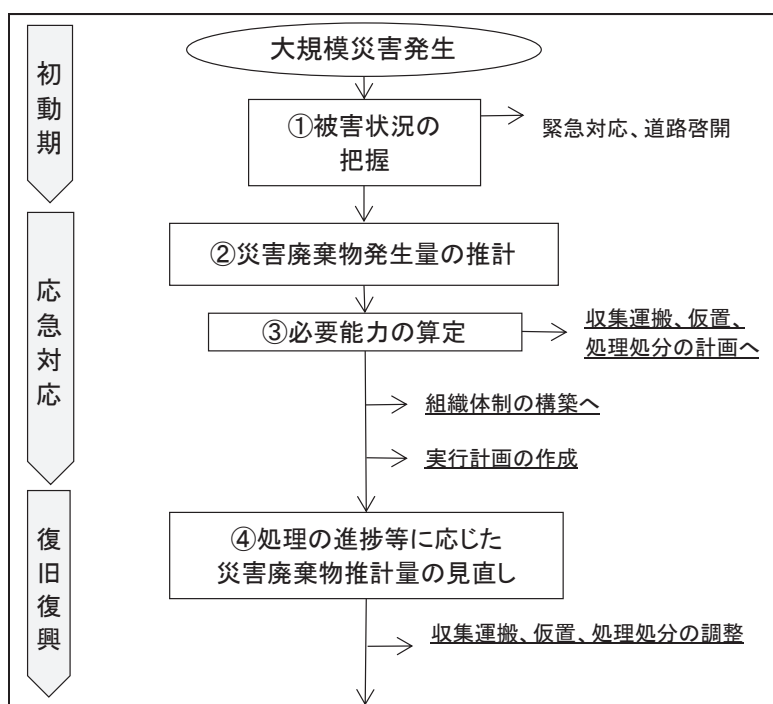 大規模災害発生
初動期
①被害状況の
把握
緊急対応、道路啓開
②災害廃棄物発生量の推計
応急対応
③必要能力の算定
収集運搬、仮置、
処理処分の計画へ
組織体制の構築へ
実行計画の作成
復旧復興
④処理の進捗等に応じた
災害廃棄物推計量の見直し
収集運搬、仮置、処理処分の調整